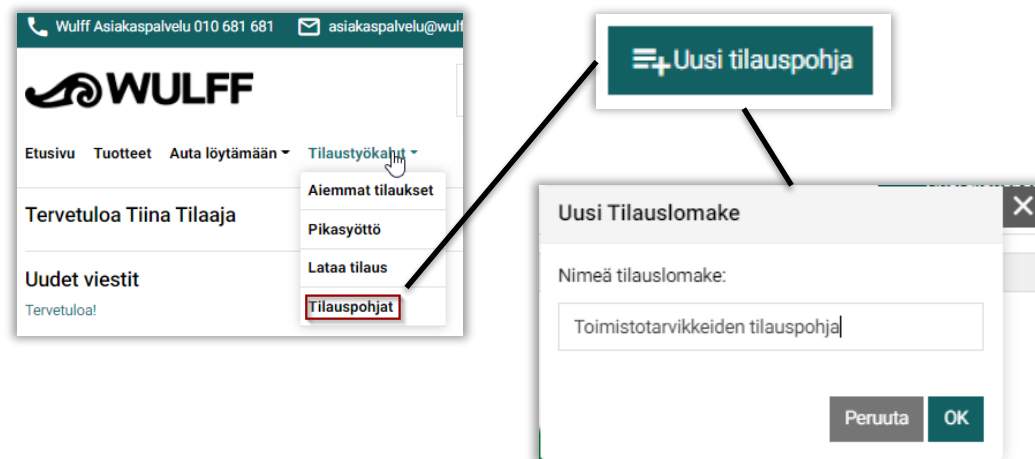 Wulff Asiakaspalvelu 010 681 681 asiakaspalvelu@wulf
WULFF
Etusivu Tuotteet Auta löytämään Tilaustyökalut
Aiemmat tilaukset
Pikasyöttö
Lataa tilaus
Tilauspohjat
Tervetuloa Tiina Tilaaja
Uudet viestit
Tervetuloa!
Uusi tilauspohja
Uusi Tilauslomake
Nimeä tilauslomake:
Toimistotarvikkeiden tilauspohja
Peruuta OK